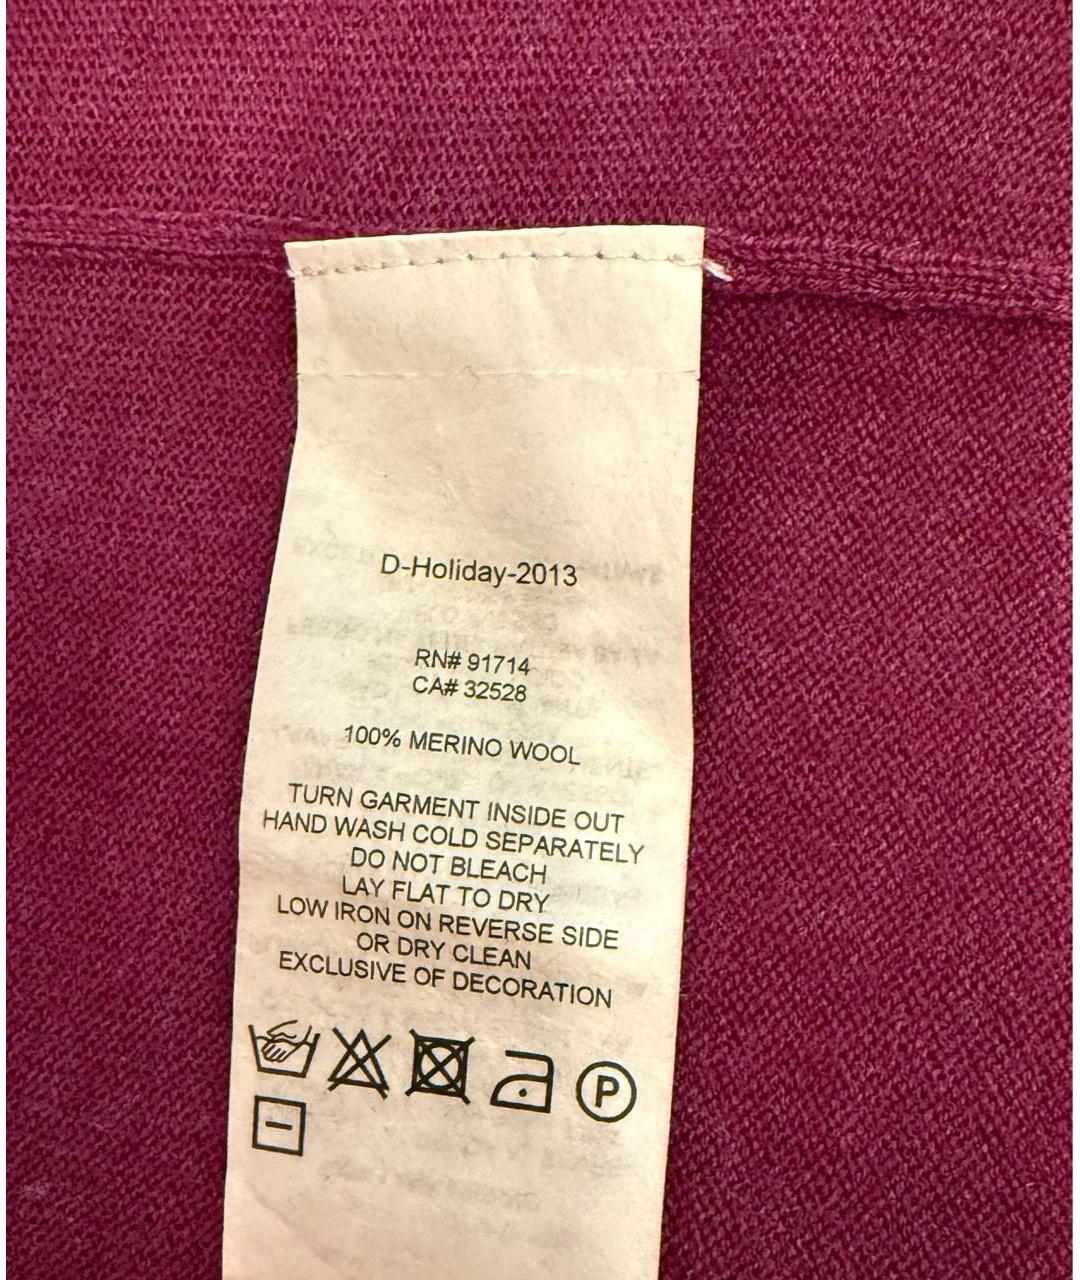 D-Holiday-2013
RN# 91714
CA# 32528
100% MERINO WOOL
TURN GARMENT INSIDE OUT
HAND WASH COLD SEPARATELY
DO NOT BLEACH
LAY FLAT TO DRY
LOW IRON ON REVERSE SIDE
OR DRY CLEAN
EXCLUSIVE OF DECORATION
P